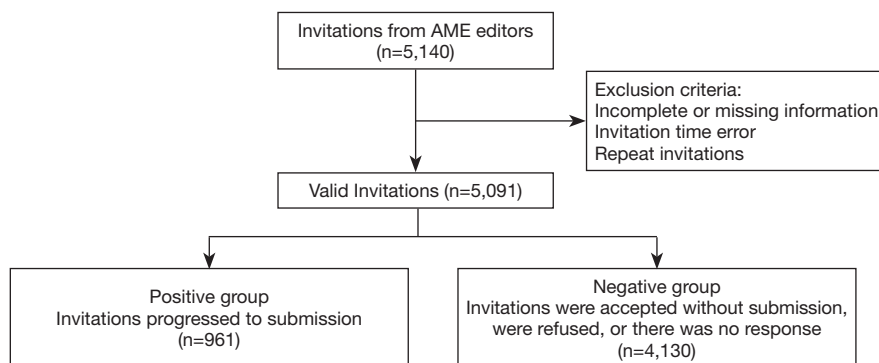 Invitations from AME editors
(n=5,140)
Exclusion criteria:
Incomplete or missing information
Invitation time error
Repeat invitations
Valid Invitations (n=5,091)
Positive group
Invitations progressed to submission
(n=961)
Negative group
Invitations were accepted without submission,
were refused, or there was no response
(n=4,130)